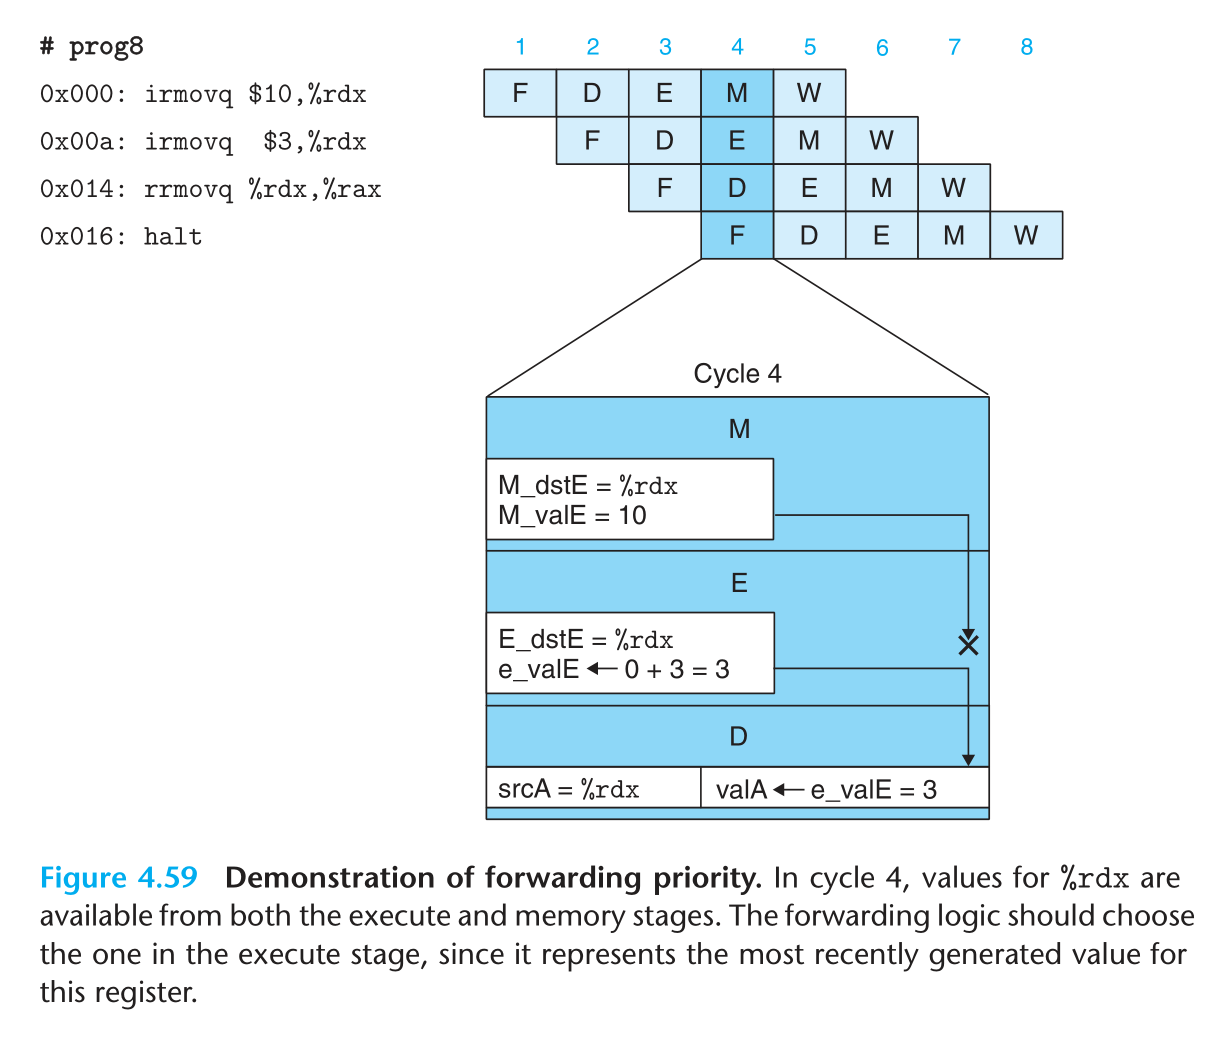 # prog8
1 2 3 4 5 6 7 8
0x000: irmovq $10,%rdx F D E M W
0x00a: irmovq  $3,%rdx F D E M W
0x014: rrmovq %rdx,%rax F D E M W
0x016: halt F D E M W
Cycle 4
M
M_dstE = %rdx
M_valE = 10
E
E_dstE = %rdx
e_valE ← 0 + 3 = 3
D
srcA = %rdx valA ← e_valE = 3
Figure 4.59 Demonstration of forwarding priority. In cycle 4, values for %rdx are
available from both the execute and memory stages. The forwarding logic should choose
the one in the execute stage, since it represents the most recently generated value for
this register.